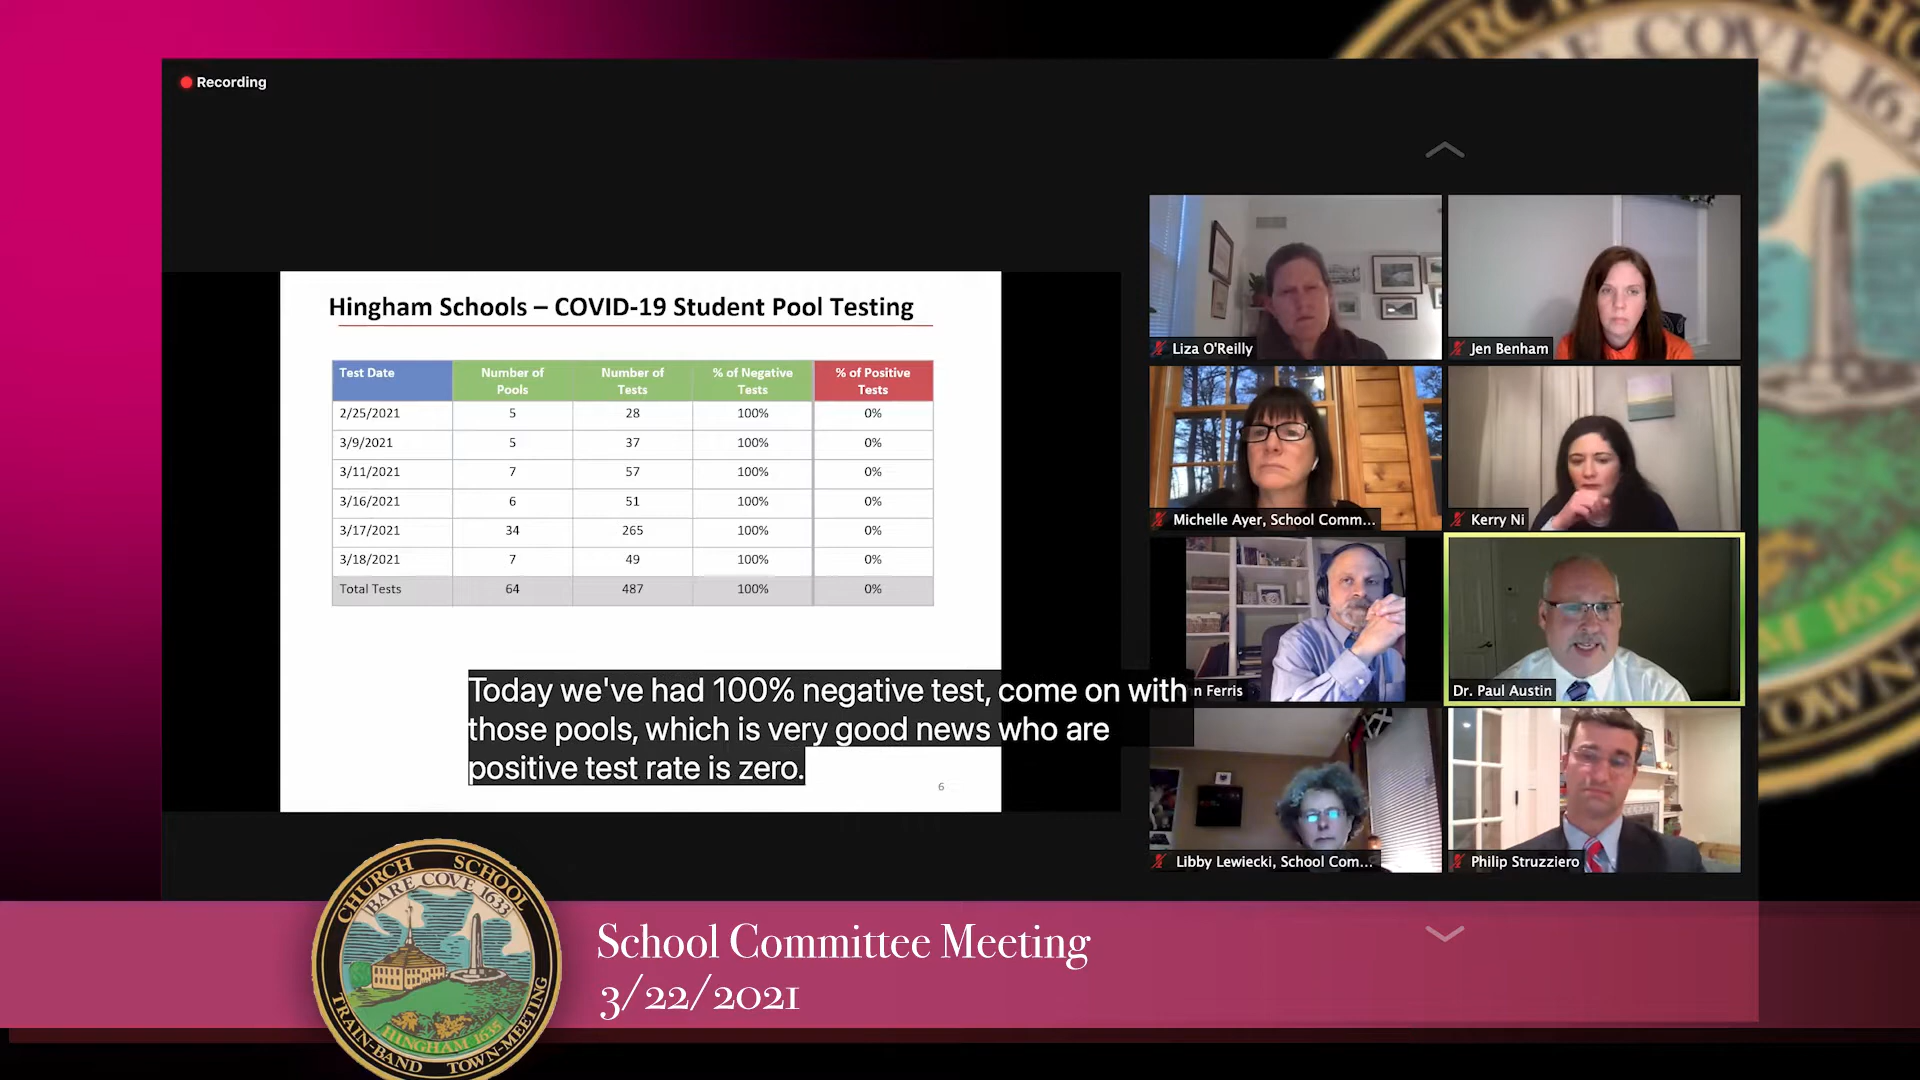 Recording
Hingham Schools – COVID-19 Student Pool Testing
Test Date Number of Pools Number of Tests % of Negative Tests % of Positive Tests
2/25/2021 5 28 100% 0%
3/9/2021 5 37 100% 0%
3/11/2021 7 57 100% 0%
3/16/2021 6 51 100% 0%
3/17/2021 34 265 100% 0%
3/18/2021 7 49 100% 0%
Total Tests 64 487 100% 0%
Today we've had 100% negative test, come on with
those pools, which is very good news who are
positive test rate is zero.
6
Liza O'Reilly
Jen Benham
Michelle Ayer, School Comm...
Kerry Ni
n Ferris
Dr. Paul Austin
Libby Lewiecki, School Com...
Philip Struzziero
CHURCH SCHOOL
BARE COVE 1633
HINGHAM 1635
TRAIN-BAND TOWN-MEETING
School Committee Meeting
3/22/2021